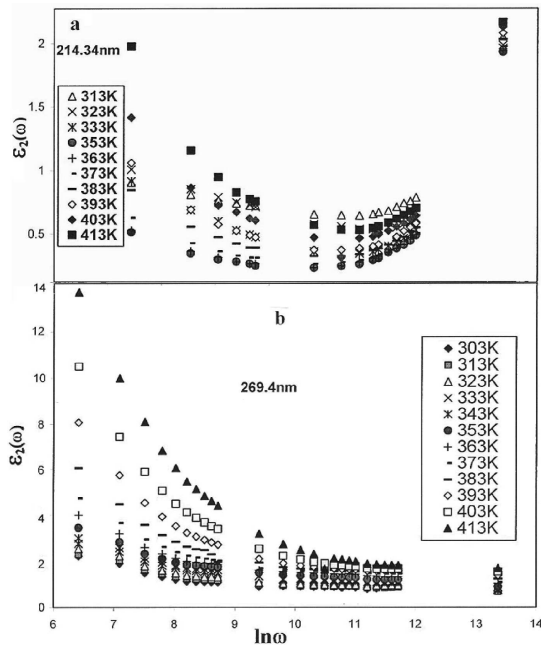 a
214.34nm
2
1.5
1
0.5
ε₂(ω)
313K
323K
333K
353K
363K
373K
383K
393K
403K
413K
b
269.4nm
14
12
10
8
6
4
2
0
ε₂(ω)
303K
313K
323K
333K
343K
353K
363K
373K
383K
393K
403K
413K
6 7 8 9 10 11 12 13 14
lnω